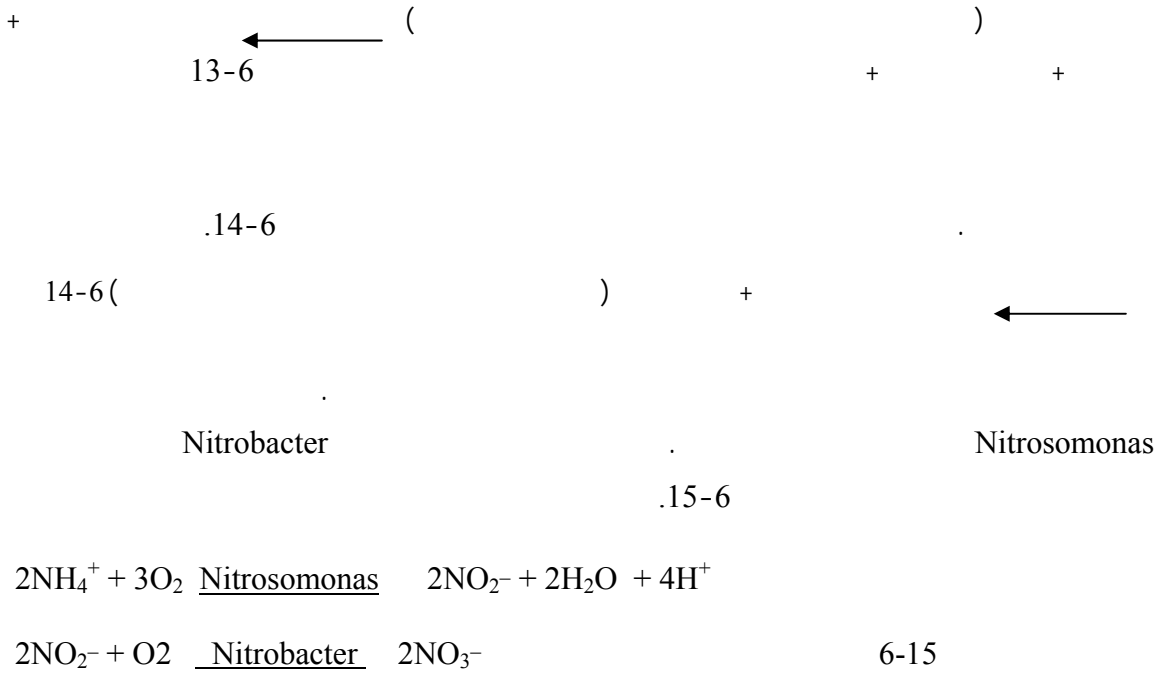 ( ) ← +
+ + 13-6
. 14-6.
← + ( ) 14-6
.
Nitrosomonas . Nitrobacter
15-6.
2NH₄⁺ + 3O₂ Nitrosomonas 2NO₂⁻ + 2H₂O + 4H⁺
2NO₂⁻ + O2 Nitrobacter 2NO₃⁻ 6-15